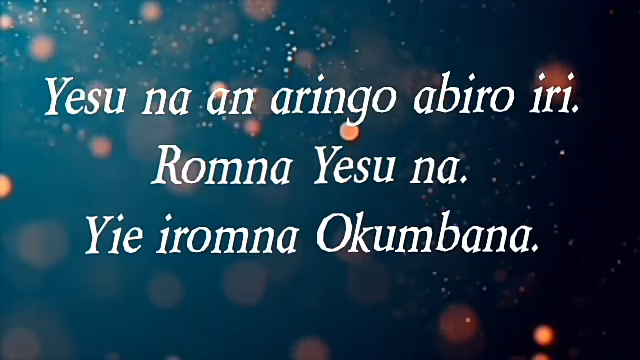 Yesu na an aringo abiro iri.
Romna Yesu na.
Yie iromna Okumbana.